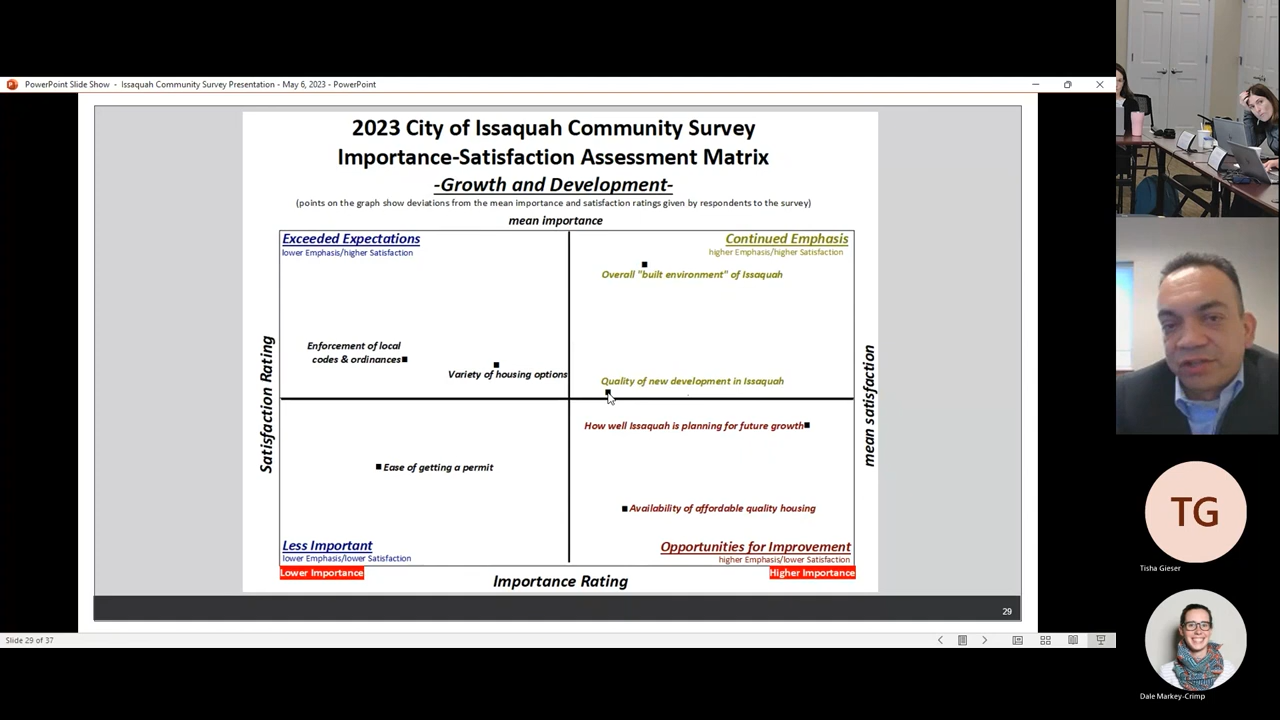 PowerPoint Slide Show - Issaquah Community Survey Presentation - May 6, 2023 - PowerPoint
2023 City of Issaquah Community Survey
Importance-Satisfaction Assessment Matrix
-Growth and Development-
(points on the graph show deviations from the mean importance and satisfaction ratings given by respondents to the survey)
mean importance
Exceeded Expectations
lower Emphasis/higher Satisfaction
Continued Emphasis
higher Emphasis/higher Satisfaction
Overall "built environment" of Issaquah
Enforcement of local
codes & ordinances
Variety of housing options
Quality of new development in Issaquah
Satisfaction Rating
mean satisfaction
How well Issaquah is planning for future growth
Ease of getting a permit
Availability of affordable quality housing
Less Important
lower Emphasis/lower Satisfaction
Opportunities for Improvement
higher Emphasis/lower Satisfaction
Lower Importance
Importance Rating
Higher Importance
29
Slide 29 of 37
TG
Tisha Gieser
Dale Markey-Crimp